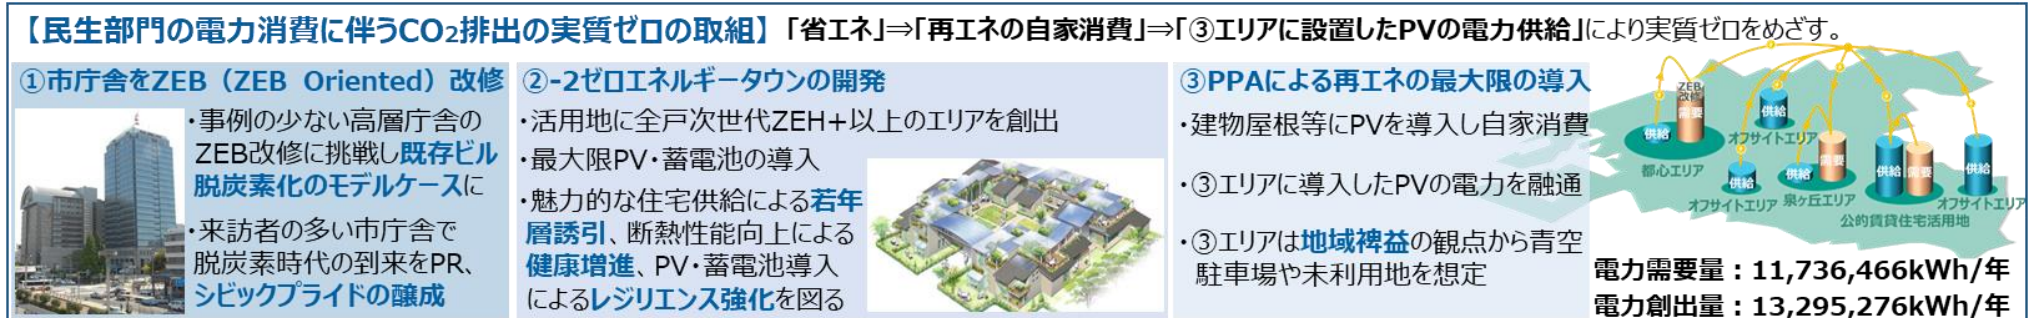 【民生部門の電力消費に伴うCO₂排出の実質ゼロの取組】「省エネ」⇒「再エネの自家消費」⇒「③エリアに設置したPVの電力供給」により実質ゼロをめざす。
①市庁舎をZEB（ZEB Oriented）改修
・事例の少ない高層庁舎の
ZEB改修に挑戦し既存ビル
脱炭素化のモデルケースに
・来訪者の多い市庁舎で
脱炭素時代の到来をPR、
シビックプライドの醸成
②-2ゼロエネルギータウンの開発
・活用地に全戸次世代ZEH+以上のエリアを創出
・最大限PV・蓄電池の導入
・魅力的な住宅供給による若年
層誘引、断熱性能向上による
健康増進、PV・蓄電池導入
によるレジリエンス強化を図る
③PPAによる再エネの最大限の導入
・建物屋根等にPVを導入し自家消費
・③エリアに導入したPVの電力を融通
・③エリアは地域裨益の観点から青空
駐車場や未利用地を想定
ZEB
改修
需要
供給
都心エリア
供給
オフサイトエリア
供給
オフサイトエリア
需要
供給
泉ケ丘エリア
供給
需要
公的賃貸住宅活用地
供給
オフサイトエリア
電力需要量：11,736,466kWh/年
電力創出量：13,295,276kWh/年